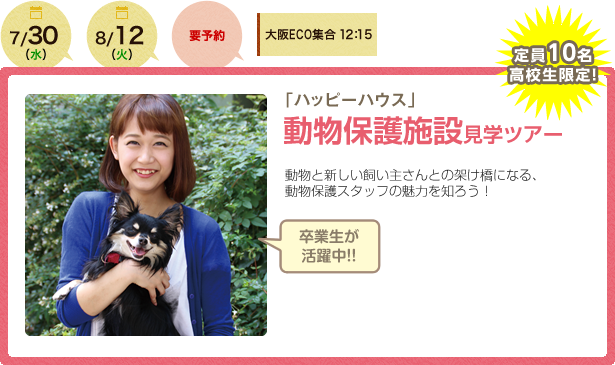 7/30
(水)
8/12
(火)
要予約
大阪ECO集合 12:15
定員10名
高校生限定!
「ハッピーハウス」
動物保護施設見学ツアー
動物と新しい飼い主さんとの架け橋になる、
動物保護スタッフの魅力を知ろう！
卒業生が
活躍中!!